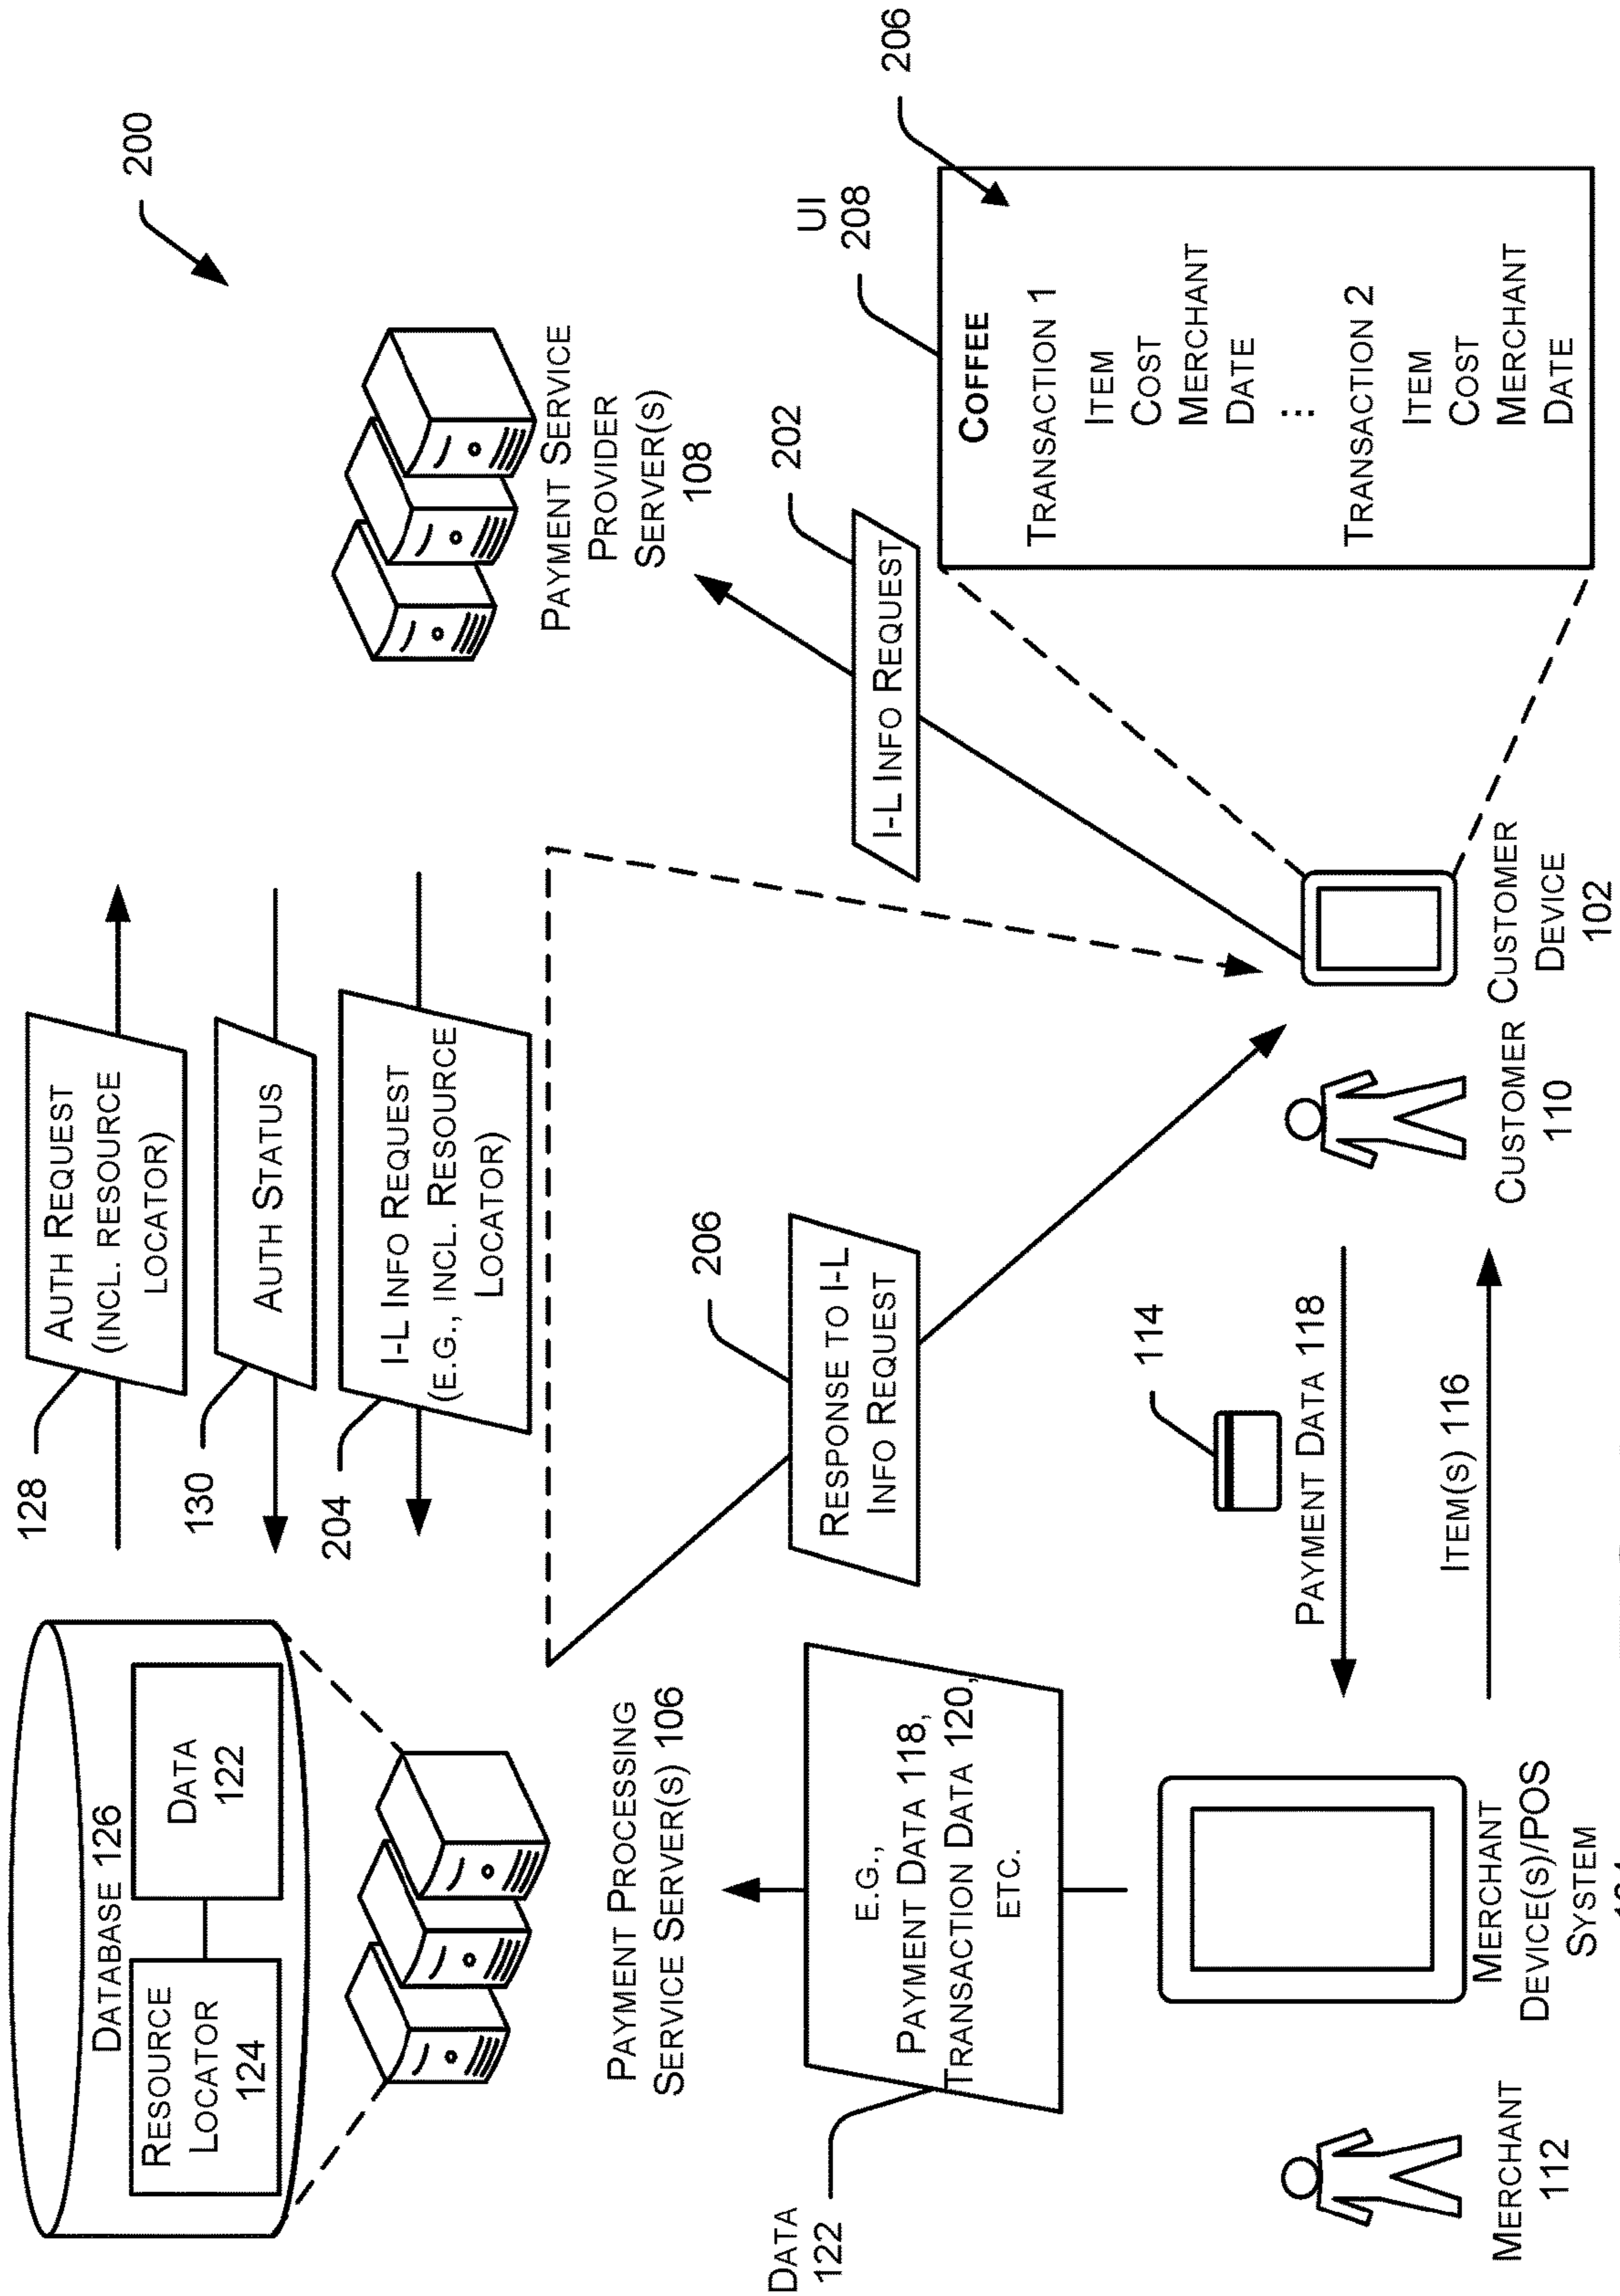 200
DATABASE 126
RESOURCE
LOCATOR
124
DATA
122
128
AUTH REQUEST
(INCL. RESOURCE
LOCATOR)
130
AUTH STATUS
204
I-L INFO REQUEST
(E.G., INCL. RESOURCE
LOCATOR)
PAYMENT SERVICE
PROVIDER
SERVER(S)
108
PAYMENT PROCESSING
SERVICE SERVER(S) 106
206
RESPONSE TO I-L
INFO REQUEST
202
I-L INFO REQUEST
UI
208
206
COFFEE
TRANSACTION 1
ITEM
COST
MERCHANT
DATE
⋮
TRANSACTION 2
ITEM
COST
MERCHANT
DATE
DATA
122
E.G.,
PAYMENT DATA 118,
TRANSACTION DATA 120,
ETC.
114
PAYMENT DATA 118
ITEM(S) 116
MERCHANT
112
MERCHANT
DEVICE(S)/POS
SYSTEM
CUSTOMER
110
CUSTOMER
DEVICE
102